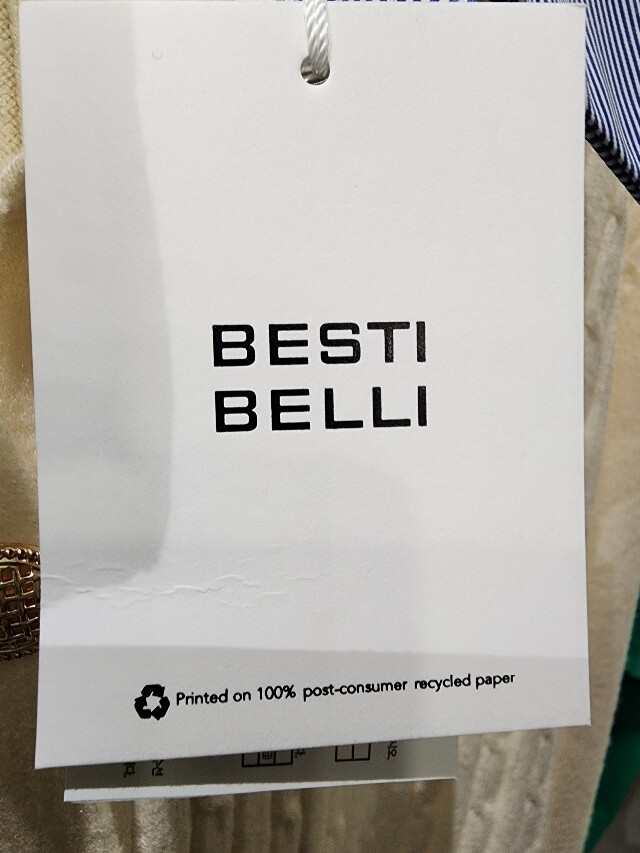 BESTI
BELLI
Printed on 100% post-consumer recycled paper